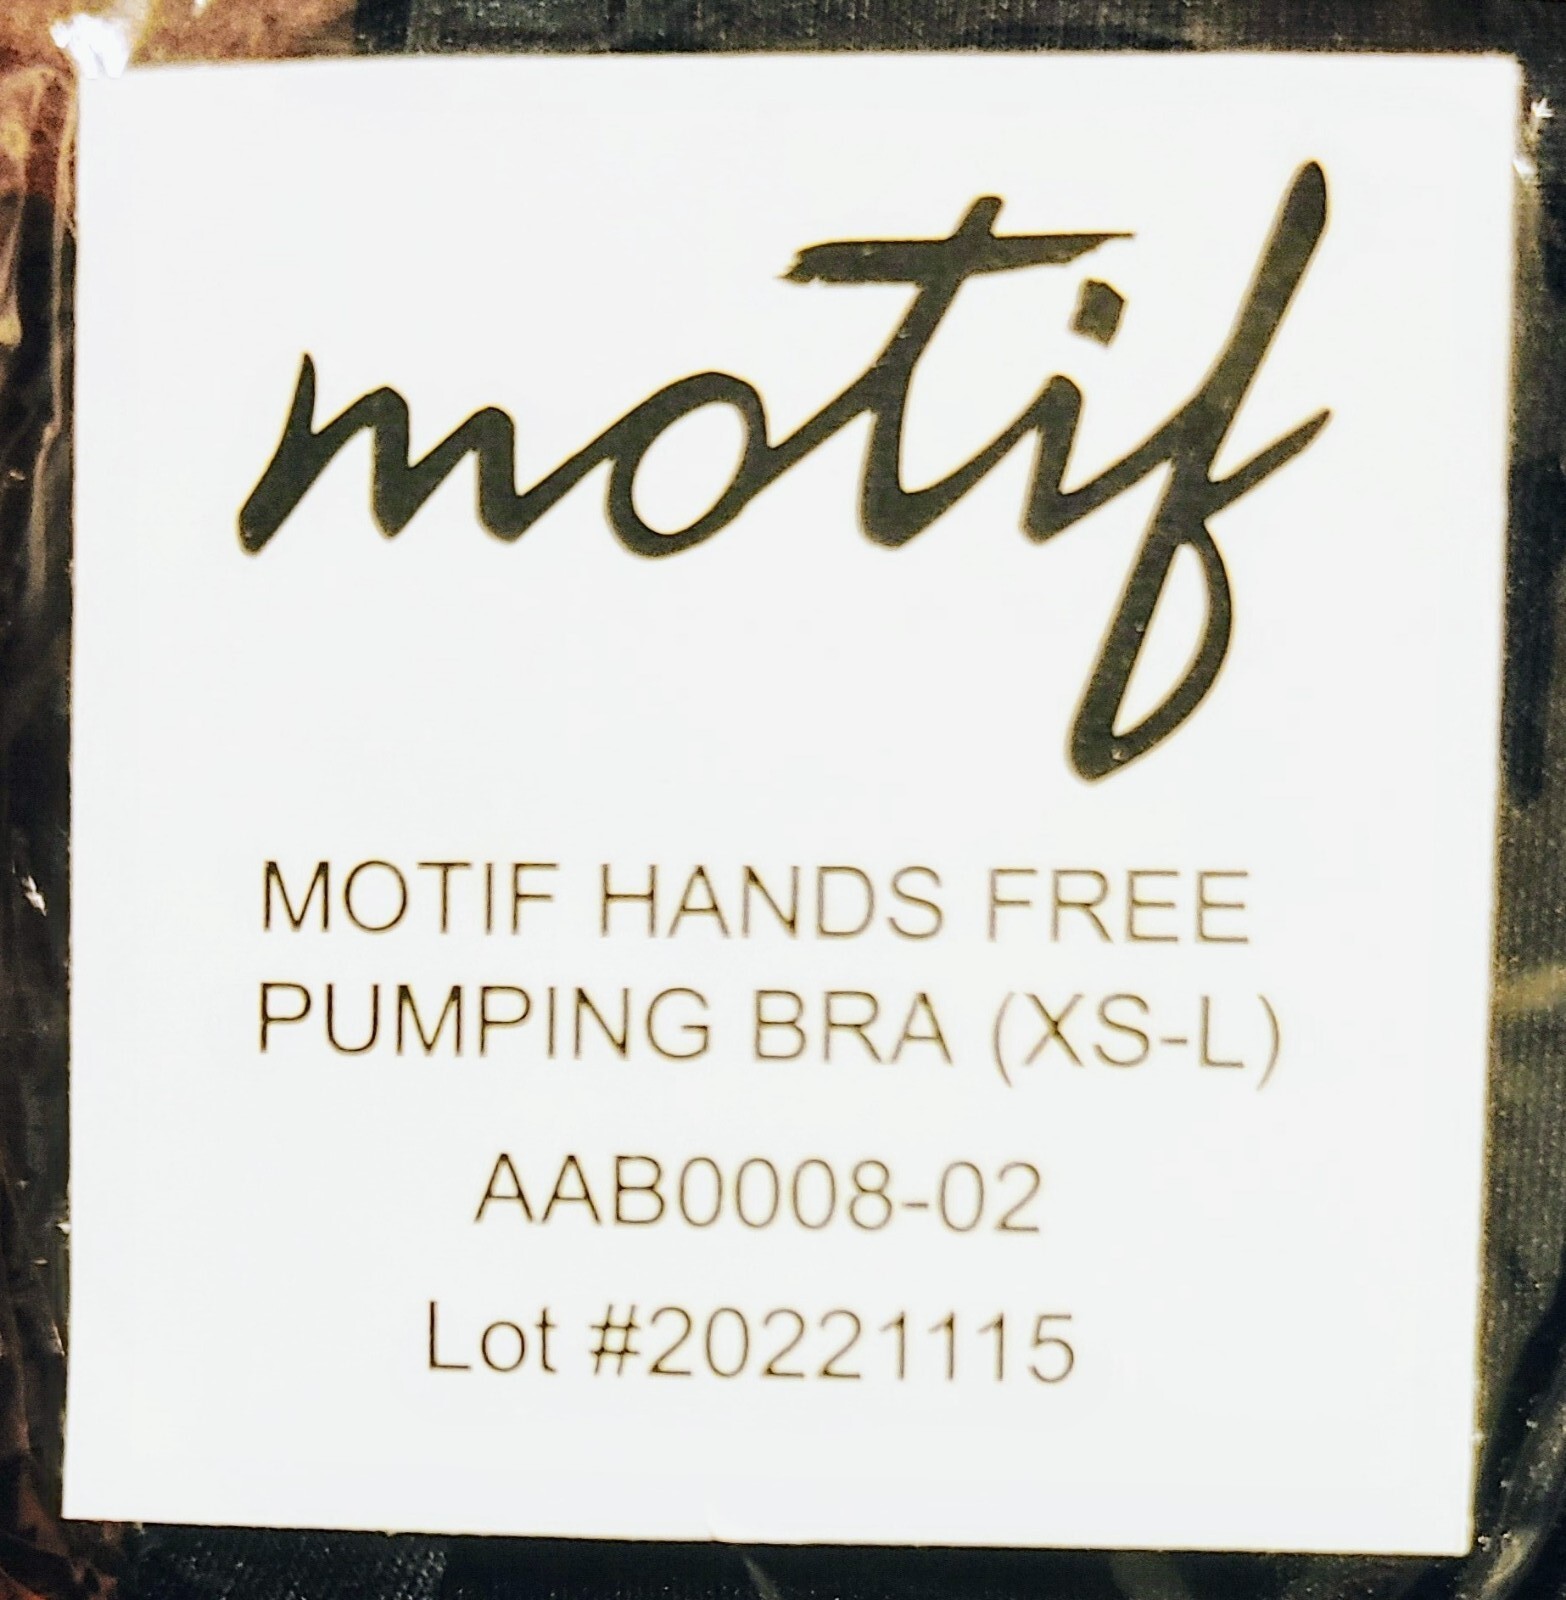 motif
MOTIF HANDS FREE
PUMPING BRA (XS-L)
AAB0008-02
Lot #20221115